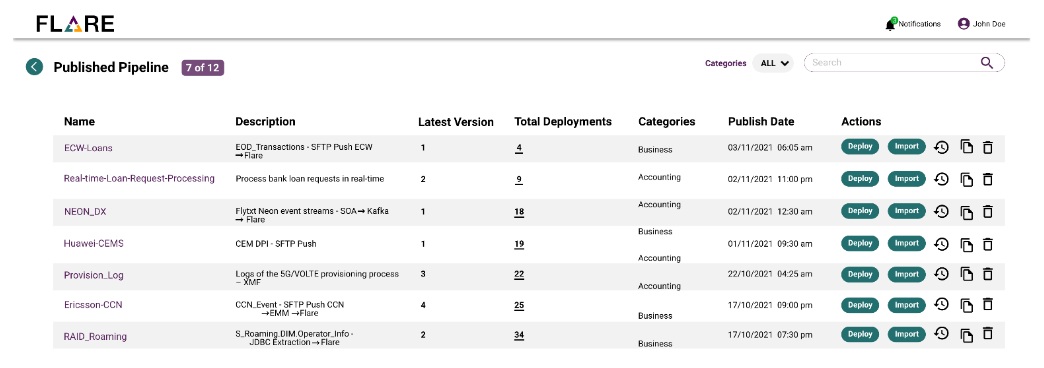 FLARE
3
Notifications
John Doe
Published Pipeline 7 of 12
Categories ALL Search
Name Description Latest Version Total Deployments Categories Publish Date Actions
ECW-Loans EOD_Transactions - SFTP Push ECW 1 4 Business 03/11/2021 06:05 am Deploy Import
→Flare
Real-time-Loan-Request-Processing Process bank loan requests in real-time 2 9 Accounting 02/11/2021 11:00 pm Deploy Import
NEON_DX Flytxt Neon event streams - SOA→ Kafka 1 18 Accounting 02/11/2021 12:30 am Deploy Import
→ Flare
Huawei-CEMS CEM DPI - SFTP Push 1 19 Business 01/11/2021 09:30 am Deploy Import
Provision_Log Logs of the 5G/VOLTE provisioning process 3 22 Accounting 22/10/2021 04:25 am Deploy Import
– XMF
Ericsson-CCN CCN_Event - SFTP Push CCN 4 25 Accounting 17/10/2021 09:00 pm Deploy Import
→EMM →Flare
Business
RAID_Roaming S_Roaming.DIM.Operator_Info - 2 34 Business 17/10/2021 07:30 pm Deploy Import
JDBC Extraction→Flare